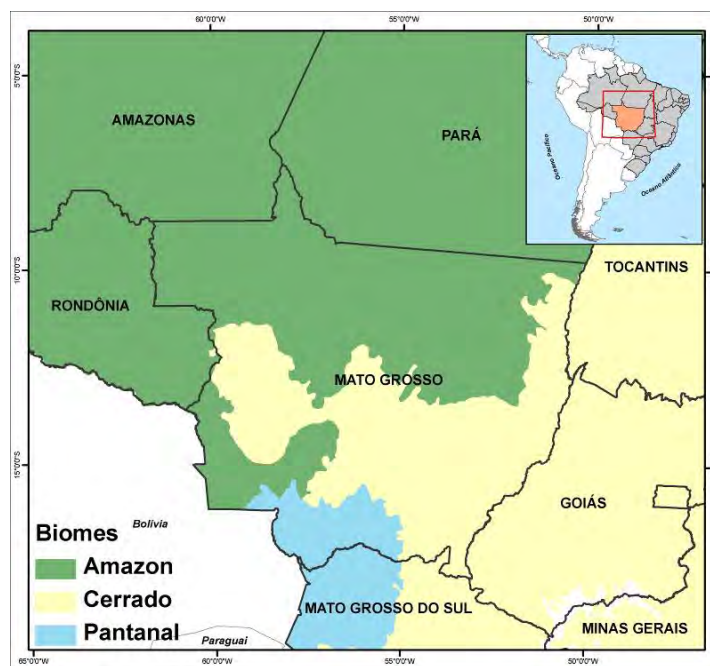 60°0'0"W
55°0'0"W
50°0'0"W
5°0'0"S
AMAZONAS
PARÁ
Oceano Pacífico
Oceano Atlântico
10°0'0"S
TOCANTINS
RONDÔNIA
MATO GROSSO
15°0'0"S
GOIÁS
Biomes
Bolívia
Amazon
Cerrado
Pantanal
MATO GROSSO DO SUL
MINAS GERAIS
Paraguai
65°0'0"W
60°0'0"W
55°0'0"W
50°0'0"W